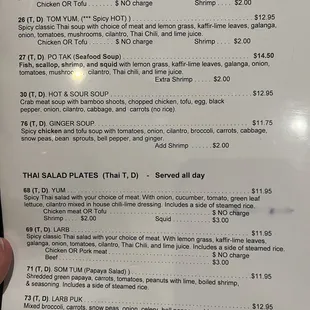 Chicken OR Tofu . . . . . $ NO charge Shrimp . . . . $2.00
26 (T, D) TOM YUM, (*** Spicy HOT) ) $12.95
Spicy classic Thai soup with choice of meat and lemon grass, kaffir-lime leaves, galanga,
onion, tomatoes, mushrooms, cilantro, Thai Chili, and lime juice.
Chicken OR Tofu . . . . . $ NO charge Shrimp . . . . $2.00
27 (T, D) PO TAK (Seafood Soup) $14.50
Fish, scallop, shrimp, and squid with lemon grass, kaffir-lime leaves, galanga, onion,
tomatoes, mushroo cilantro, Thai chili, and lime juice.
Extra Shrimp . . . . $2.00
30 (T, D) HOT & SOUR SOUP $12.95
Crab meat soup with bamboo shoots, chopped chicken, tofu, egg, black
pepper, onion, cilantro, cabbage, and carrots (no rice).
76 (T, D) GINGER SOUP $11.75
Spicy chicken and tofu soup with tomatoes, onion, cilantro, broccoli, carrots, cabbage,
snow peas, bean sprouts, bell pepper, and ginger.
Add Shrimp . . . . . $2.00
THAI SALAD PLATES (Thai T, D) - Served all day
68 (T, D). YUM $11.95
Spicy Thai salad with your choice of meat. With onion, cucumber, tomato, green leaf
lettuce, cilantro mixed in house chili-lime dressing. Includes a side of steamed rice.
Chicken meat OR Tofu $ NO charge
Shrimp . . . $2.00 Squid $3.00
69 (T, D). LARB $11.95
Spicy classic Thai salad with your choice of meat. With lemon grass, kaffir-lime leaves,
galanga, onion, tomatoes, cilantro, Thai Chili, and lime juice. Includes a side of steamed rice.
Chicken OR Pork meat $ NO charge
Beef $3.00
71 (T, D) SOM TUM (Papaya Salad) ) $11.95
Shredded green papaya, carrots, tomatoes, peanuts with lime, boiled shrimp,
& seasoning. Includes a side of steamed rice.
73 (T, D). LARB PUK $12.95
Mixed broccoli, carrots, snow peas, onion, celery, bell